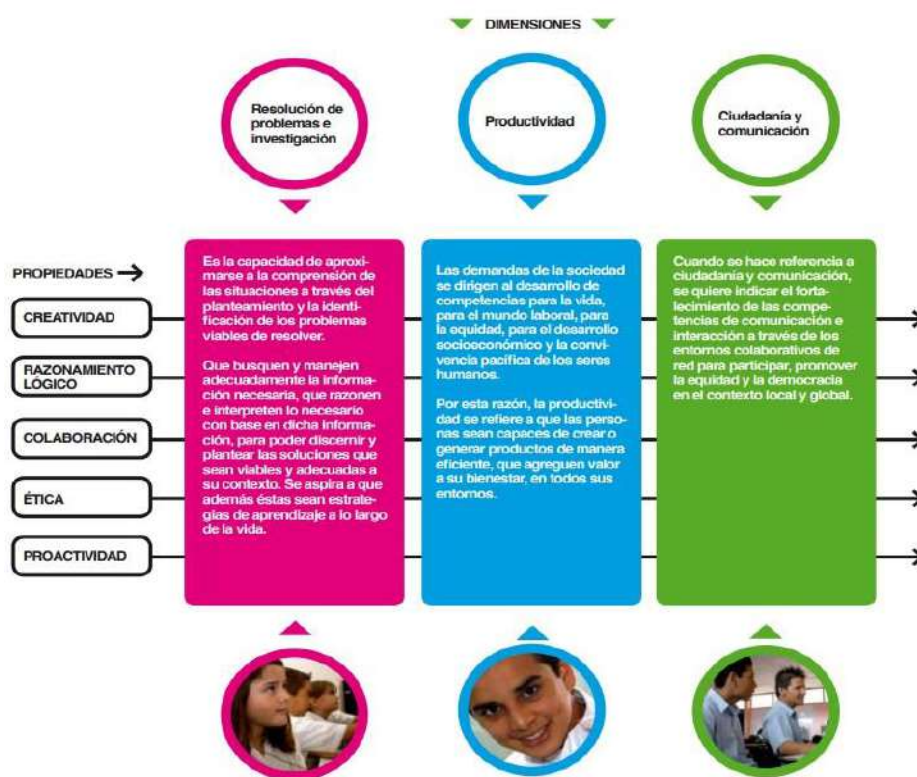 DIMENSIONES
Resolución de
problemas e
investigación
Productividad
Ciudadanía y
comunicación
PROPIEDADES
CREATIVIDAD
RAZONAMIENTO
LÓGICO
COLABORACIÓN
ÉTICA
PROACTIVIDAD
Es la capacidad de aproxi-
marse a la comprensión de
las situaciones a través del
planteamiento y la identi-
ficación de los problemas
viables de resolver.
Que busquen y manejen
adecuadamente la informa-
ción necesaria, que razonen
e interpreten lo necesario
con base en dicha informa-
ción, para poder discernir y
plantear las soluciones que
sean viables y adecuadas a
su contexto. Se aspira a que
además éstas sean estrate-
gias de aprendizaje a lo largo
de la vida.
Las demandas de la sociedad
se dirigen al desarrollo de
competencias para la vida,
para el mundo laboral, para
la equidad, para el desarrollo
socioeconómico y la convi-
vencia pacífica de los seres
humanos.
Por esta razón, la productivi-
dad se refiere a que las perso-
nas sean capaces de crear o
generar productos de manera
eficiente, que agreguen valor
a su bienestar, en todos sus
entornos.
Cuando se hace referencia a
ciudadanía y comunicación,
se quiere indicar el forta-
lecimiento de las compe-
tencias de comunicación e
interacción a través de los
entornos colaborativos de
red para participar, promover
la equidad y la democracia
en el contexto local y global.